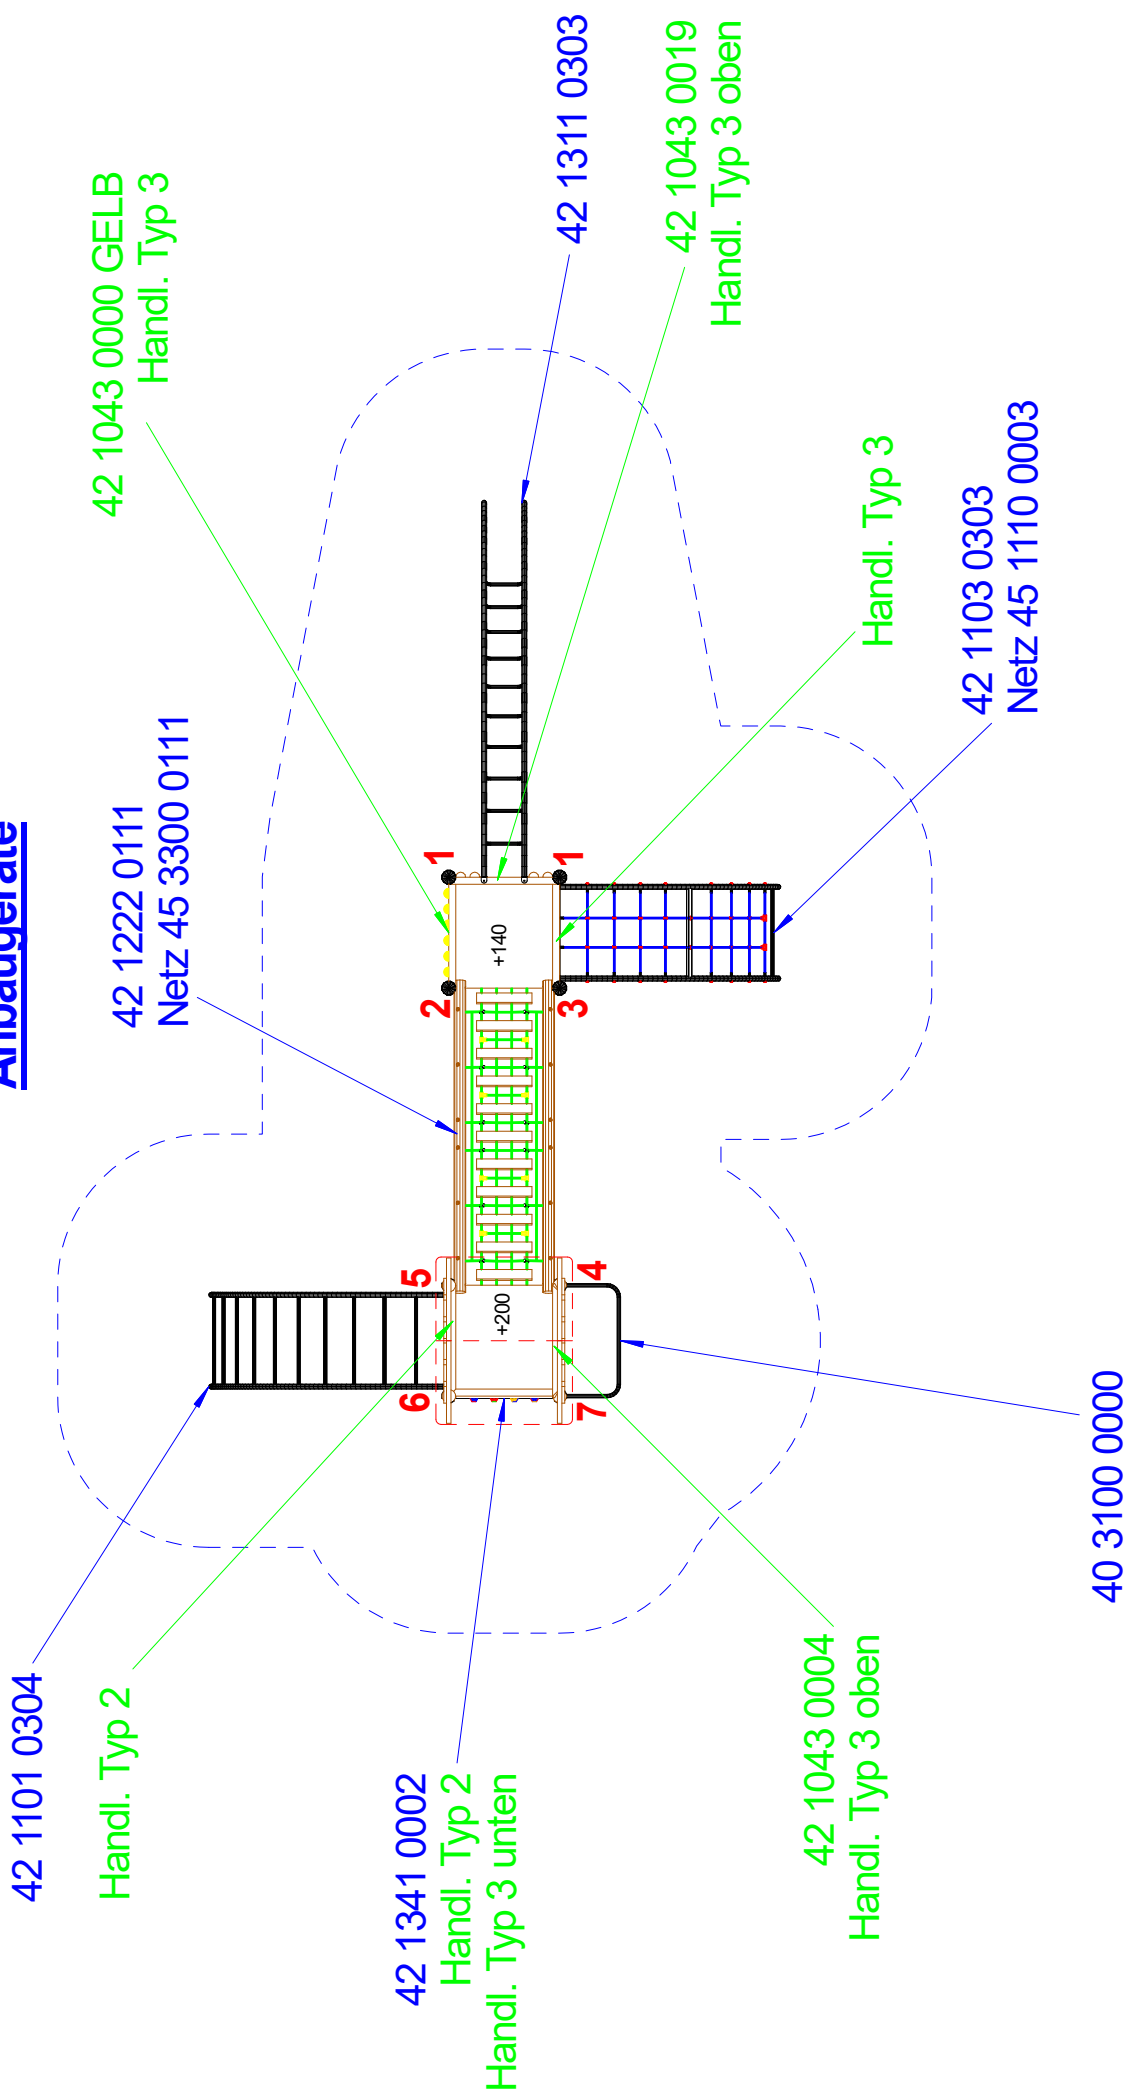 Anbaugeräte
42 1101 0304
Handl. Typ 2
42 1341 0002
Handl. Typ 2
Handl. Typ 3 unten
42 1043 0004
Handl. Typ 3 oben
40 3100 0000
42 1222 0111
Netz 45 3300 0111
42 1043 0000 GELB
Handl. Typ 3
42 1311 0303
42 1043 0019
Handl. Typ 3 oben
Handl. Typ 3
42 1103 0303
Netz 45 1110 0003
6
5
+200
7
4
2
1
+140
3
1